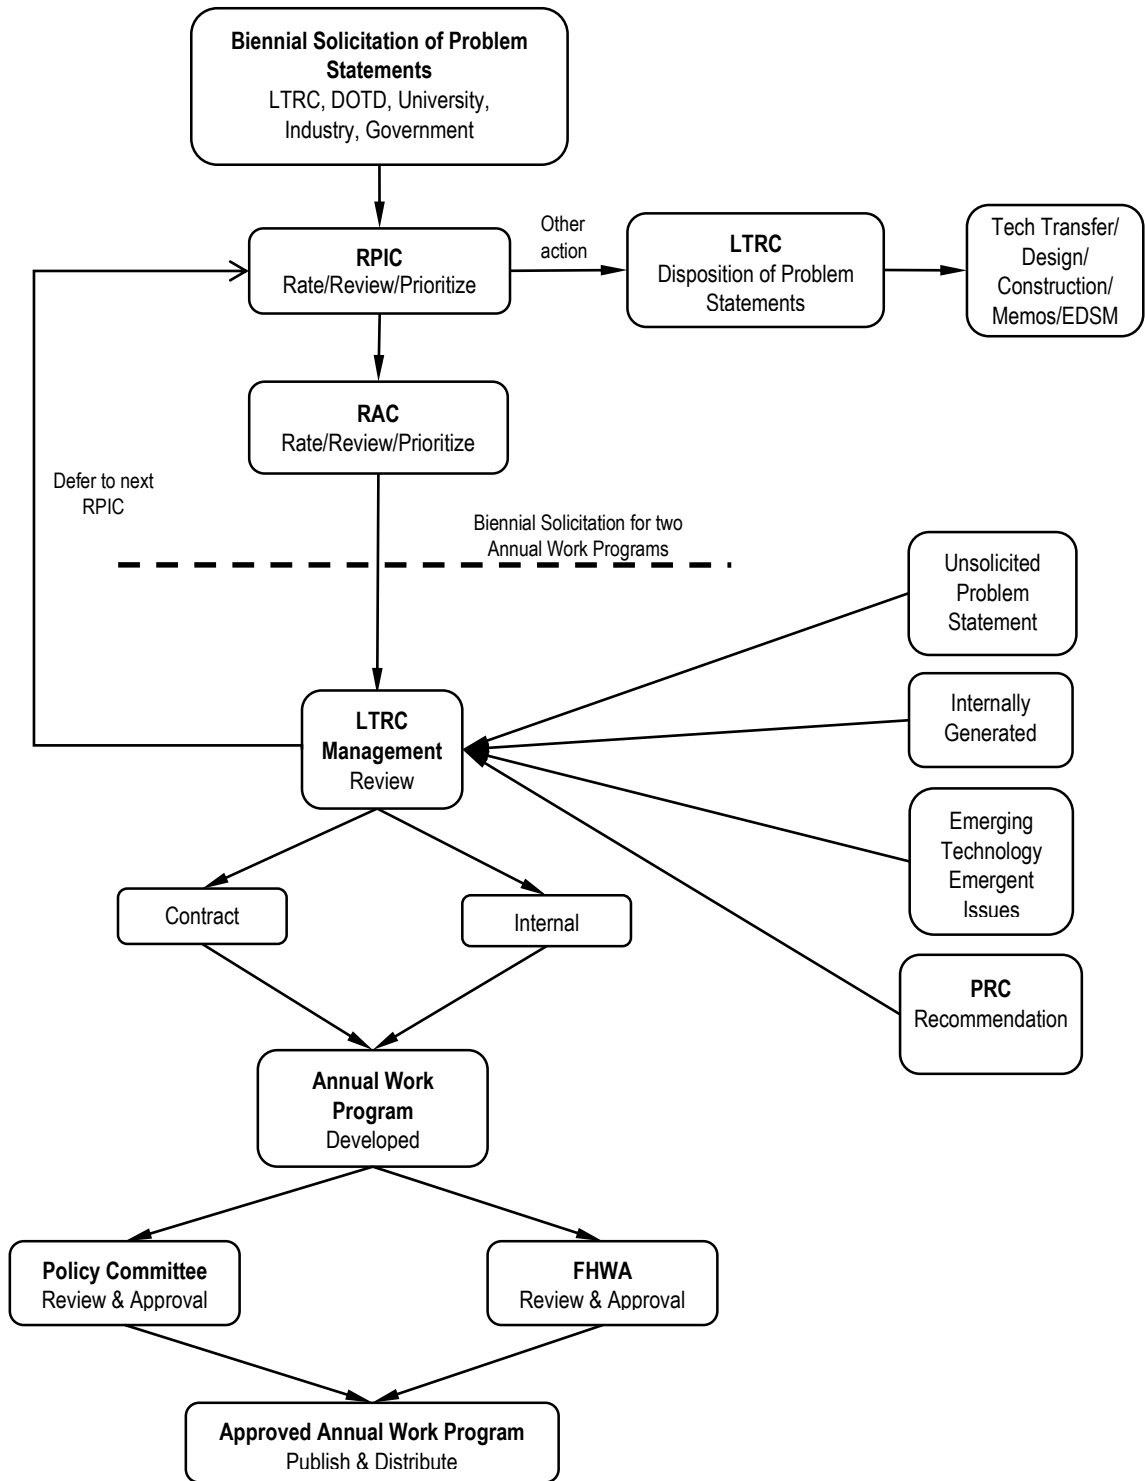 Biennial Solicitation of Problem
Statements
LTRC, DOTD, University,
Industry, Government
Other
action
RPIC
Rate/Review/Prioritize
LTRC
Disposition of Problem
Statements
Tech Transfer/
Design/
Construction/
Memos/EDSM
RAC
Rate/Review/Prioritize
Defer to next
RPIC
Biennial Solicitation for two
Annual Work Programs
Unsolicited
Problem
Statement
LTRC
Management
Review
Internally
Generated
Emerging
Technology
Emergent
Issues
Contract
Internal
PRC
Recommendation
Annual Work
Program
Developed
Policy Committee
Review & Approval
FHWA
Review & Approval
Approved Annual Work Program
Publish & Distribute